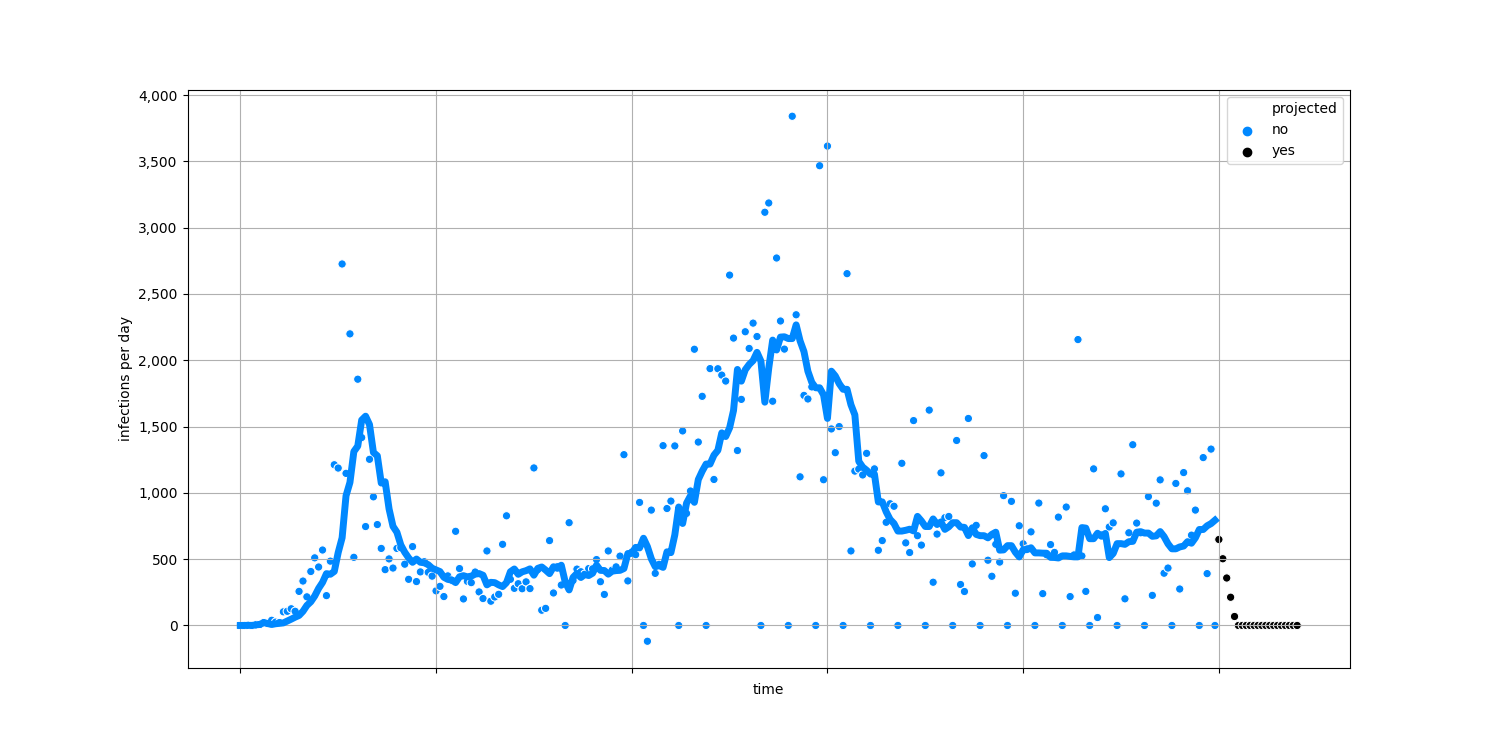 4,000
3,500
3,000
2,500
2,000
1,500
1,000
500
0
infections per day
time
projected
no
yes